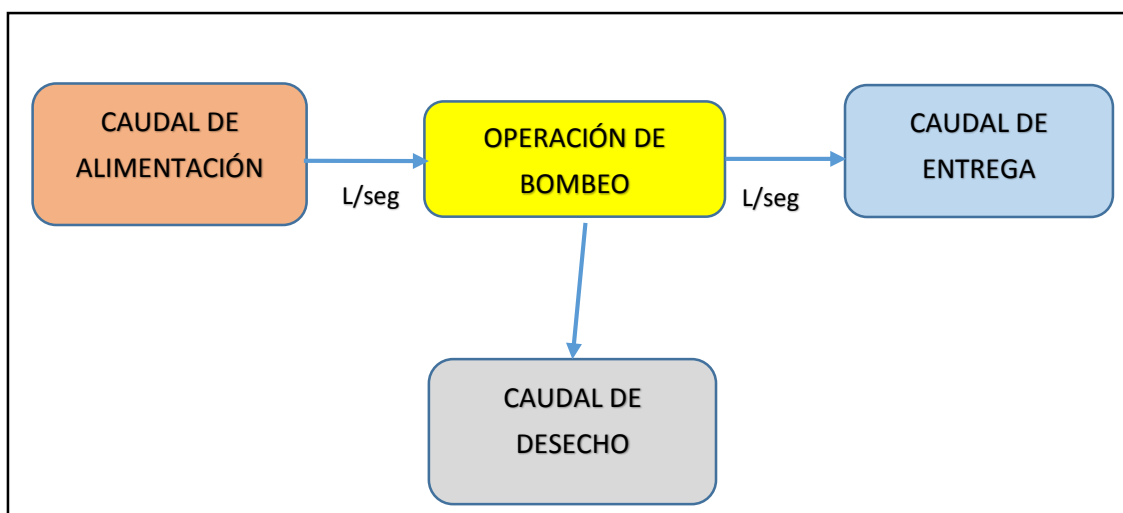 CAUDAL DE
ALIMENTACIÓN
L/seg
OPERACIÓN DE
BOMBEO
L/seg
CAUDAL DE
ENTREGA
CAUDAL DE
DESECHO